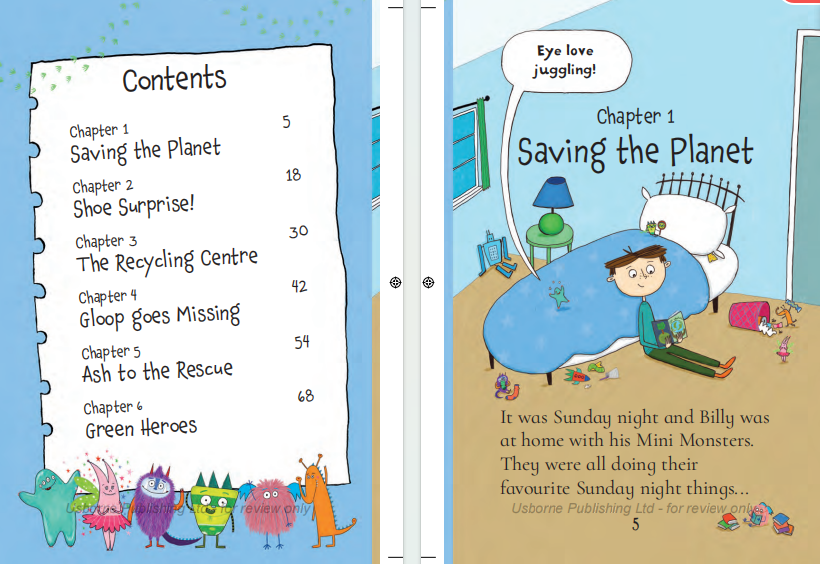 Contents
Chapter 1 5
Saving the Planet
Chapter 2 18
Shoe Surprise!
Chapter 3 30
The Recycling Centre
Chapter 4 42
Gloop goes Missing
Chapter 5 54
Ash to the Rescue
Chapter 6 68
Green Heroes
Usborne Publishing Ltd - for review only
Eye love
juggling!
Chapter 1
Saving the Planet
It was Sunday night and Billy was
at home with his Mini Monsters.
They were all doing their
favourite Sunday night things...
Usborne Publishing Ltd - for review only
5